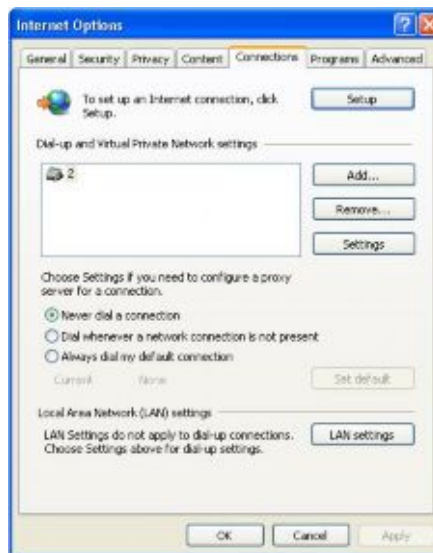 Internet Options
General Security Privacy Content Connections Programs Advanced
To set up an Internet connection, click Setup.
Setup
Dial-up and Virtual Private Network settings
2
Add...
Remove...
Settings
Choose Settings if you need to configure a proxy
server for a connection.
Never dial a connection
Dial whenever a network connection is not present
Always dial my default connection
Current None
Set default
Local Area Network (LAN) settings
LAN Settings do not apply to dial-up connections.
Choose Settings above for dial-up settings.
LAN settings
OK Cancel Apply